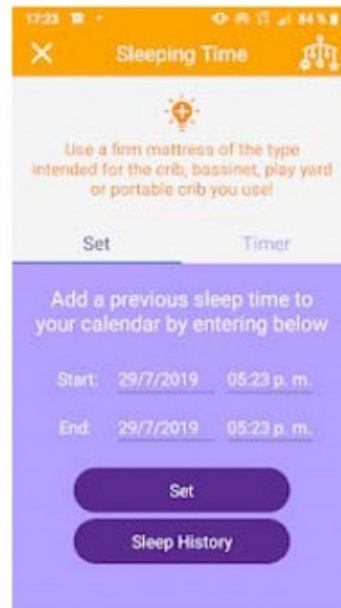 17:23 84 %
Sleeping Time
Use a firm mattress of the type
intended for the crib, bassinet, play yard
or portable crib you use!
Set Timer
Add a previous sleep time to
your calendar by entering below
Start: 29/7/2019 05:23 p. m.
End: 29/7/2019 05:23 p. m.
Set
Sleep History